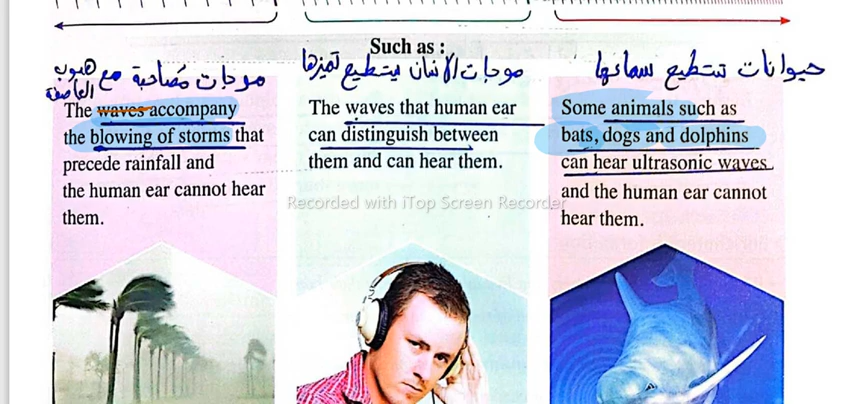 Such as :
موجات مصاحبة مع هبوب
العاصفة
موجات الانسان يستطيع تميزها
حيوانات تستطيع سماعها
The waves accompany
the blowing of storms that
precede rainfall and
the human ear cannot hear
them.
The waves that human ear
can distinguish between
them and can hear them.
Some animals such as
bats, dogs and dolphins
can hear ultrasonic waves
and the human ear cannot
hear them.
Recorded with iTop Screen Recorder